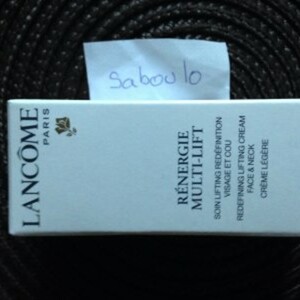 Saboulo
LANCÔME
PARIS
RÉNERGIE
MULTI-LIFT
SOIN LIFTING REDÉFINITION
VISAGE ET COU
REDEFINING LIFTING CREAM
FACE & NECK
CRÈME LÉGÈRE